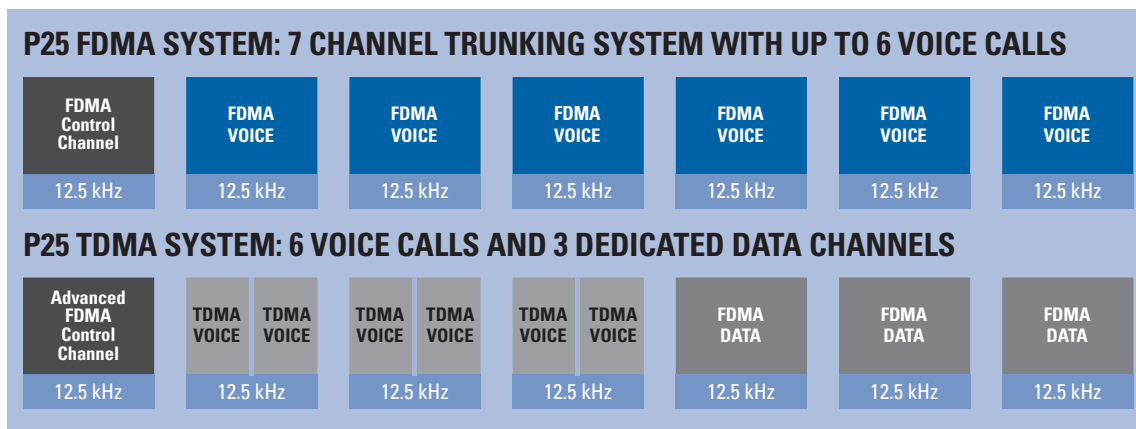 P25 FDMA SYSTEM: 7 CHANNEL TRUNKING SYSTEM WITH UP TO 6 VOICE CALLS
FDMA
Control
Channel
12.5 kHz
FDMA
VOICE
12.5 kHz
FDMA
VOICE
12.5 kHz
FDMA
VOICE
12.5 kHz
FDMA
VOICE
12.5 kHz
FDMA
VOICE
12.5 kHz
FDMA
VOICE
12.5 kHz
P25 TDMA SYSTEM: 6 VOICE CALLS AND 3 DEDICATED DATA CHANNELS
Advanced
FDMA
Control
Channel
12.5 kHz
TDMA
VOICE
TDMA
VOICE
12.5 kHz
TDMA
VOICE
TDMA
VOICE
12.5 kHz
TDMA
VOICE
TDMA
VOICE
12.5 kHz
FDMA
DATA
12.5 kHz
FDMA
DATA
12.5 kHz
FDMA
DATA
12.5 kHz